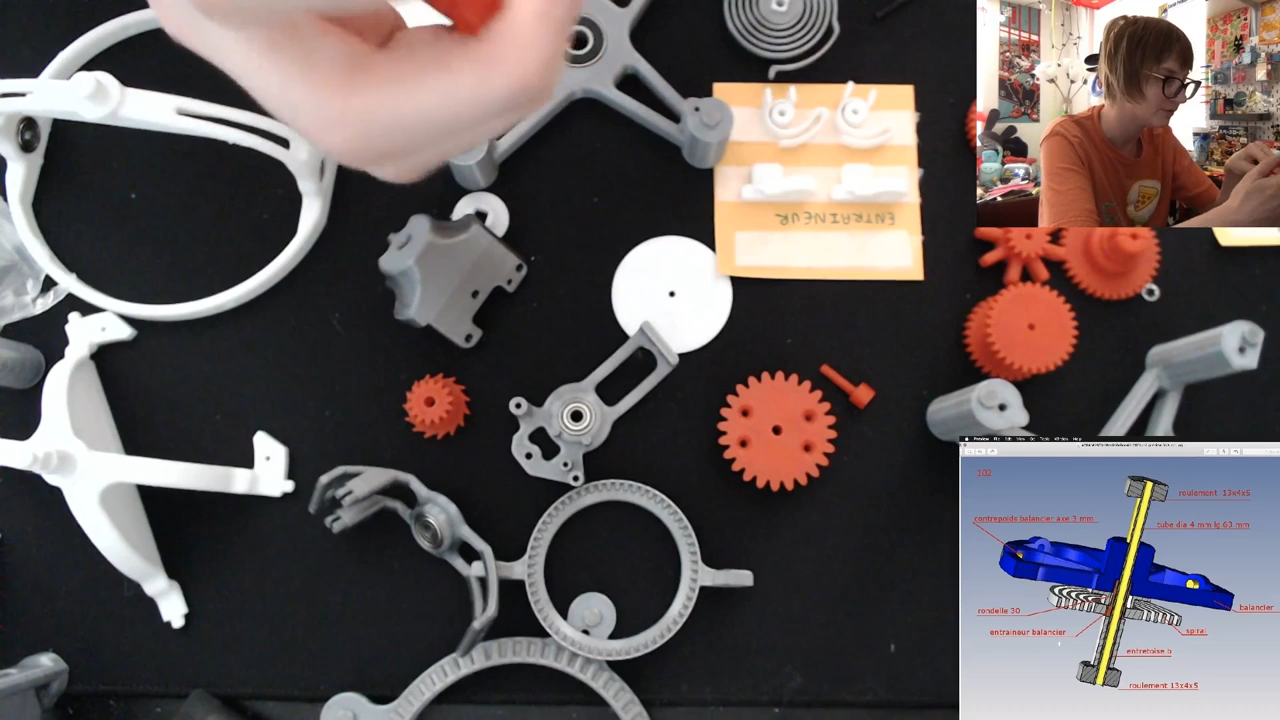 ENTRAINEUR
102
roulement 13x4x5
contrepoids balancier axe 3 mm
tube dia 4 mm lg 63 mm
rondelle 30
balancier
entraineur balancier
spiral
entretoise b
roulement 13x4x5